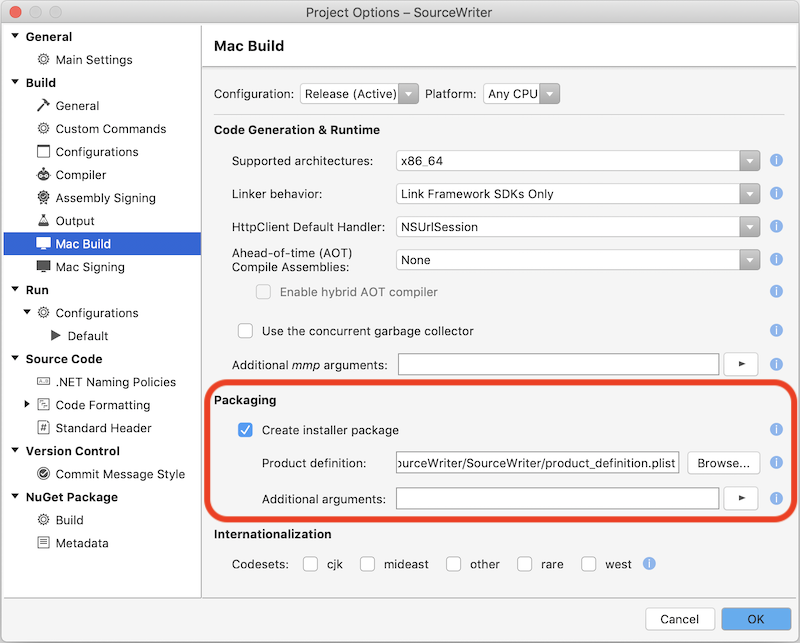 Project Options – SourceWriter
General
Main Settings
Build
General
Custom Commands
Configurations
Compiler
Assembly Signing
Output
Mac Build
Mac Signing
Run
Configurations
Default
Source Code
.NET Naming Policies
Code Formatting
Standard Header
Version Control
Commit Message Style
NuGet Package
Build
Metadata
Mac Build
Configuration: Release (Active) Platform: Any CPU
Code Generation & Runtime
Supported architectures: x86_64
Linker behavior: Link Framework SDKs Only
HttpClient Default Handler: NSUrlSession
Ahead-of-time (AOT)
Compile Assemblies: None
Enable hybrid AOT compiler
Use the concurrent garbage collector
Additional mmp arguments:
Packaging
Create installer package
Product definition: ourceWriter/SourceWriter/product_definition.plist Browse...
Additional arguments:
Internationalization
Codesets: cjk mideast other rare west
Cancel OK